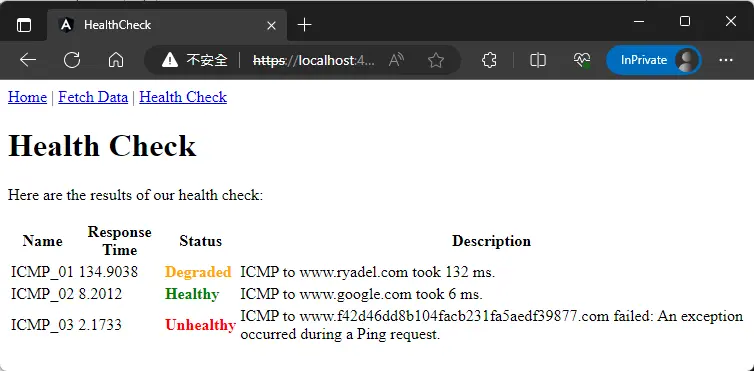 HealthCheck
不安全 https://localhost:4... InPrivate
Home | Fetch Data | Health Check
Health Check
Here are the results of our health check:
Name Response Time Status Description
ICMP_01 134.9038 Degraded ICMP to www.ryadel.com took 132 ms.
ICMP_02 8.2012 Healthy ICMP to www.google.com took 6 ms.
ICMP_03 2.1733 Unhealthy ICMP to www.f42d46dd8b104facb231fa5aedf39877.com failed: An exception
occurred during a Ping request.